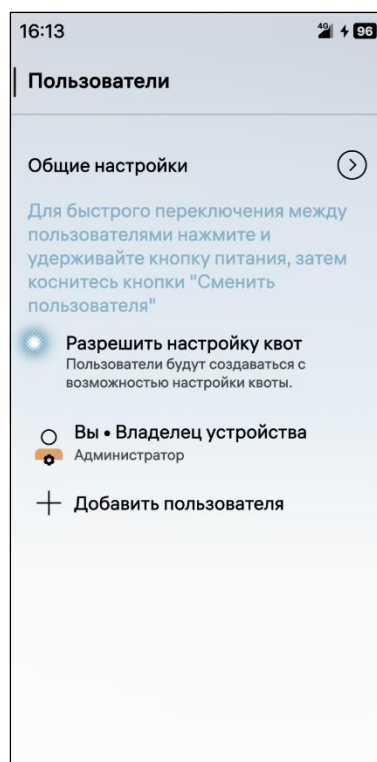 16:13
4G 96
Пользователи
Общие настройки
Для быстрого переключения между
пользователями нажмите и
удерживайте кнопку питания, затем
коснитесь кнопки "Сменить
пользователя"
Разрешить настройку квот
Пользователи будут создаваться с
возможностью настройки квоты.
Вы • Владелец устройства
Администратор
Добавить пользователя